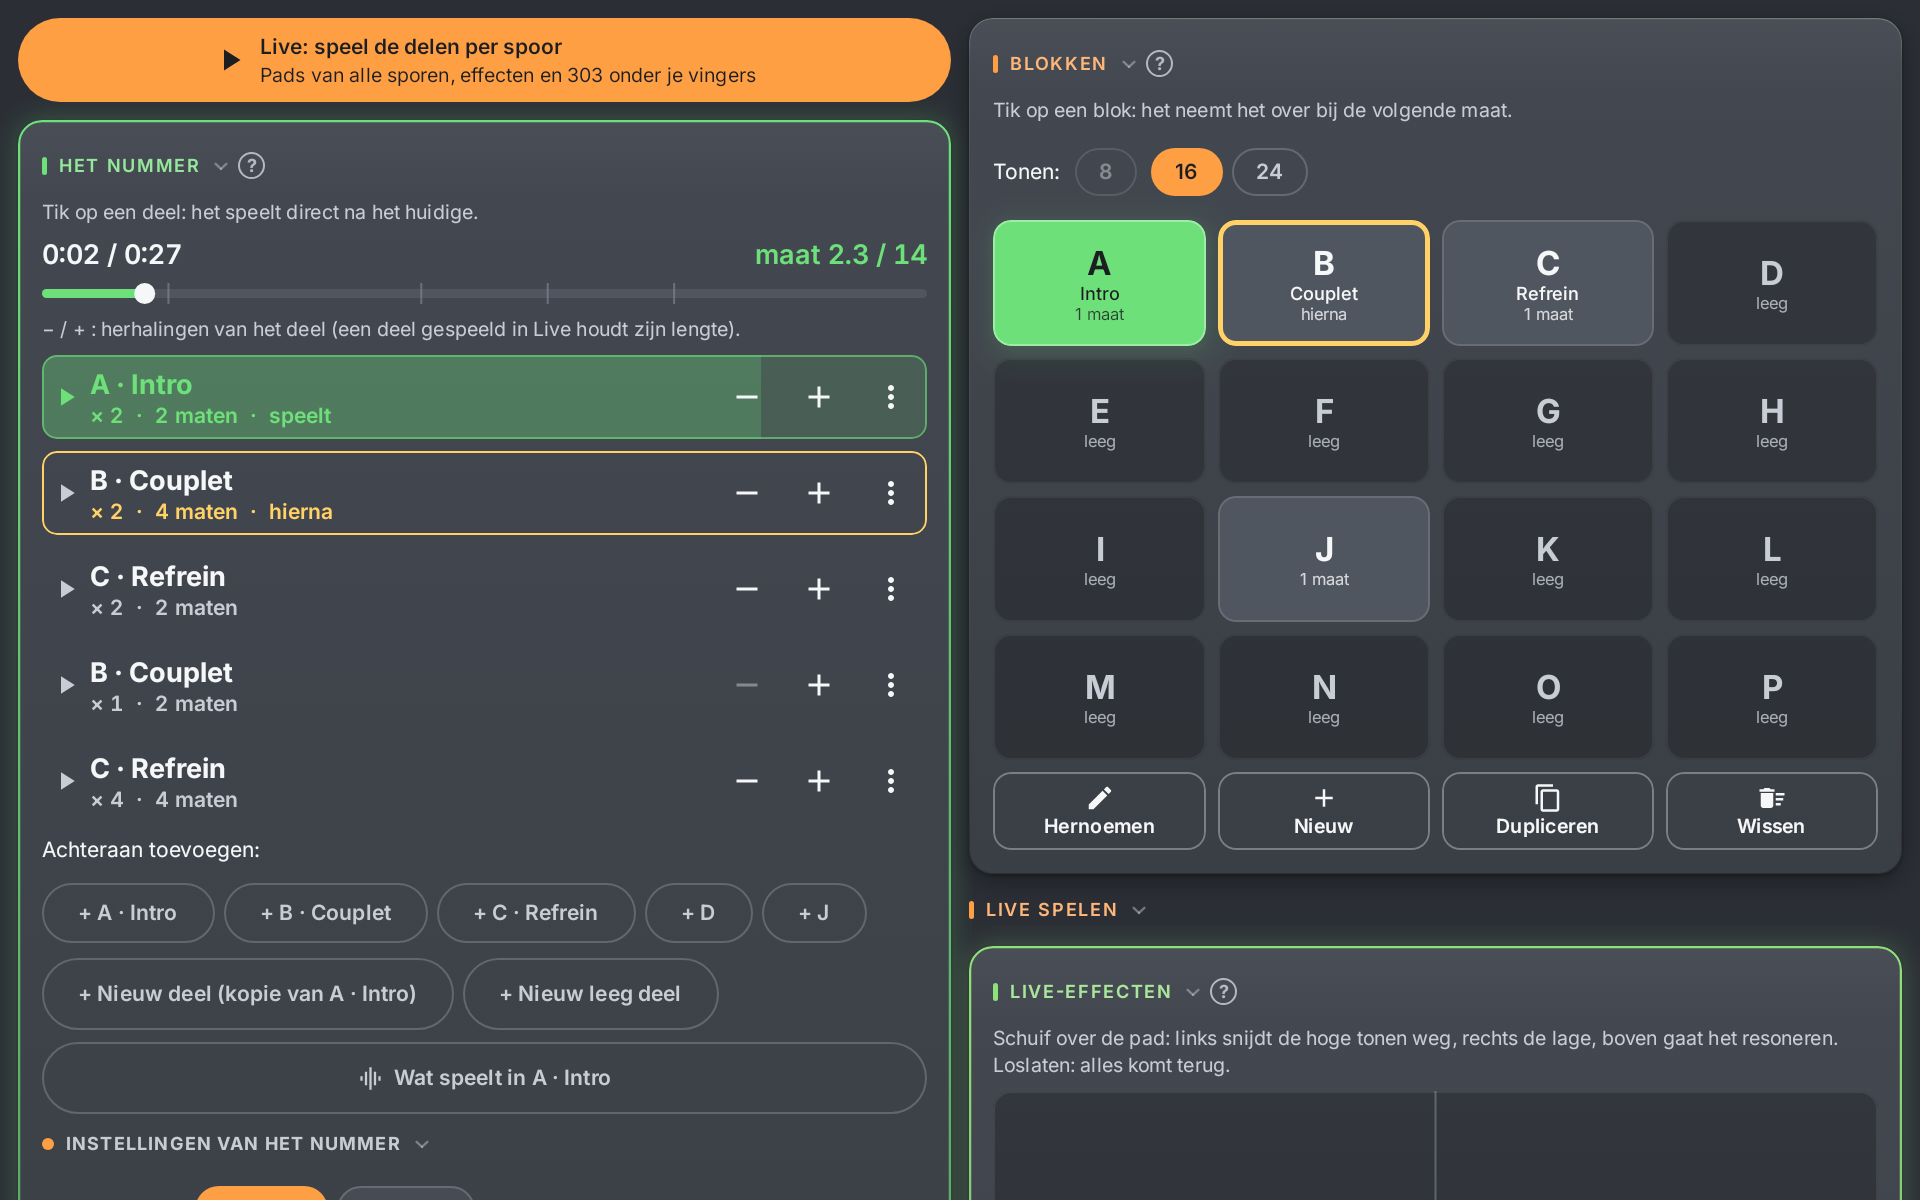 Live: speel de delen per spoor
Pads van alle sporen, effecten en 303 onder je vingers
HET NUMMER ?
Tik op een deel: het speelt direct na het huidige.
0:02 / 0:27 maat 2.3 / 14
− / + : herhalingen van het deel (een deel gespeeld in Live houdt zijn lengte).
A · Intro
× 2 · 2 maten · speelt
B · Couplet
× 2 · 4 maten · hierna
C · Refrein
× 2 · 2 maten
B · Couplet
× 1 · 2 maten
C · Refrein
× 4 · 4 maten
Achteraan toevoegen:
+ A · Intro + B · Couplet + C · Refrein + D + J
+ Nieuw deel (kopie van A · Intro) + Nieuw leeg deel
Wat speelt in A · Intro
INSTELLINGEN VAN HET NUMMER
BLOKKEN ?
Tik op een blok: het neemt het over bij de volgende maat.
Tonen: 8 16 24
A B C D
Intro Couplet Refrein leeg
1 maat hierna 1 maat
E F G H
leeg leeg leeg leeg
I J K L
leeg 1 maat leeg leeg
M N O P
leeg leeg leeg leeg
Hernoemen Nieuw Dupliceren Wissen
LIVE SPELEN
LIVE-EFFECTEN ?
Schuif over de pad: links snijdt de hoge tonen weg, rechts de lage, boven gaat het resoneren.
Loslaten: alles komt terug.